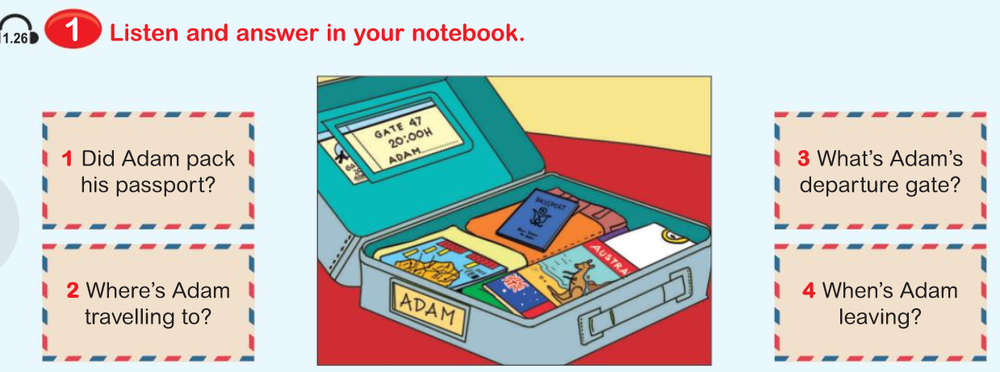 1.26
1 Listen and answer in your notebook.
1 Did Adam pack
his passport?
2 Where's Adam
travelling to?
GATE 47
20:00H
ADAM
PASSPORT
AUSTRA
ADAM
3 What's Adam's
departure gate?
4 When's Adam
leaving?